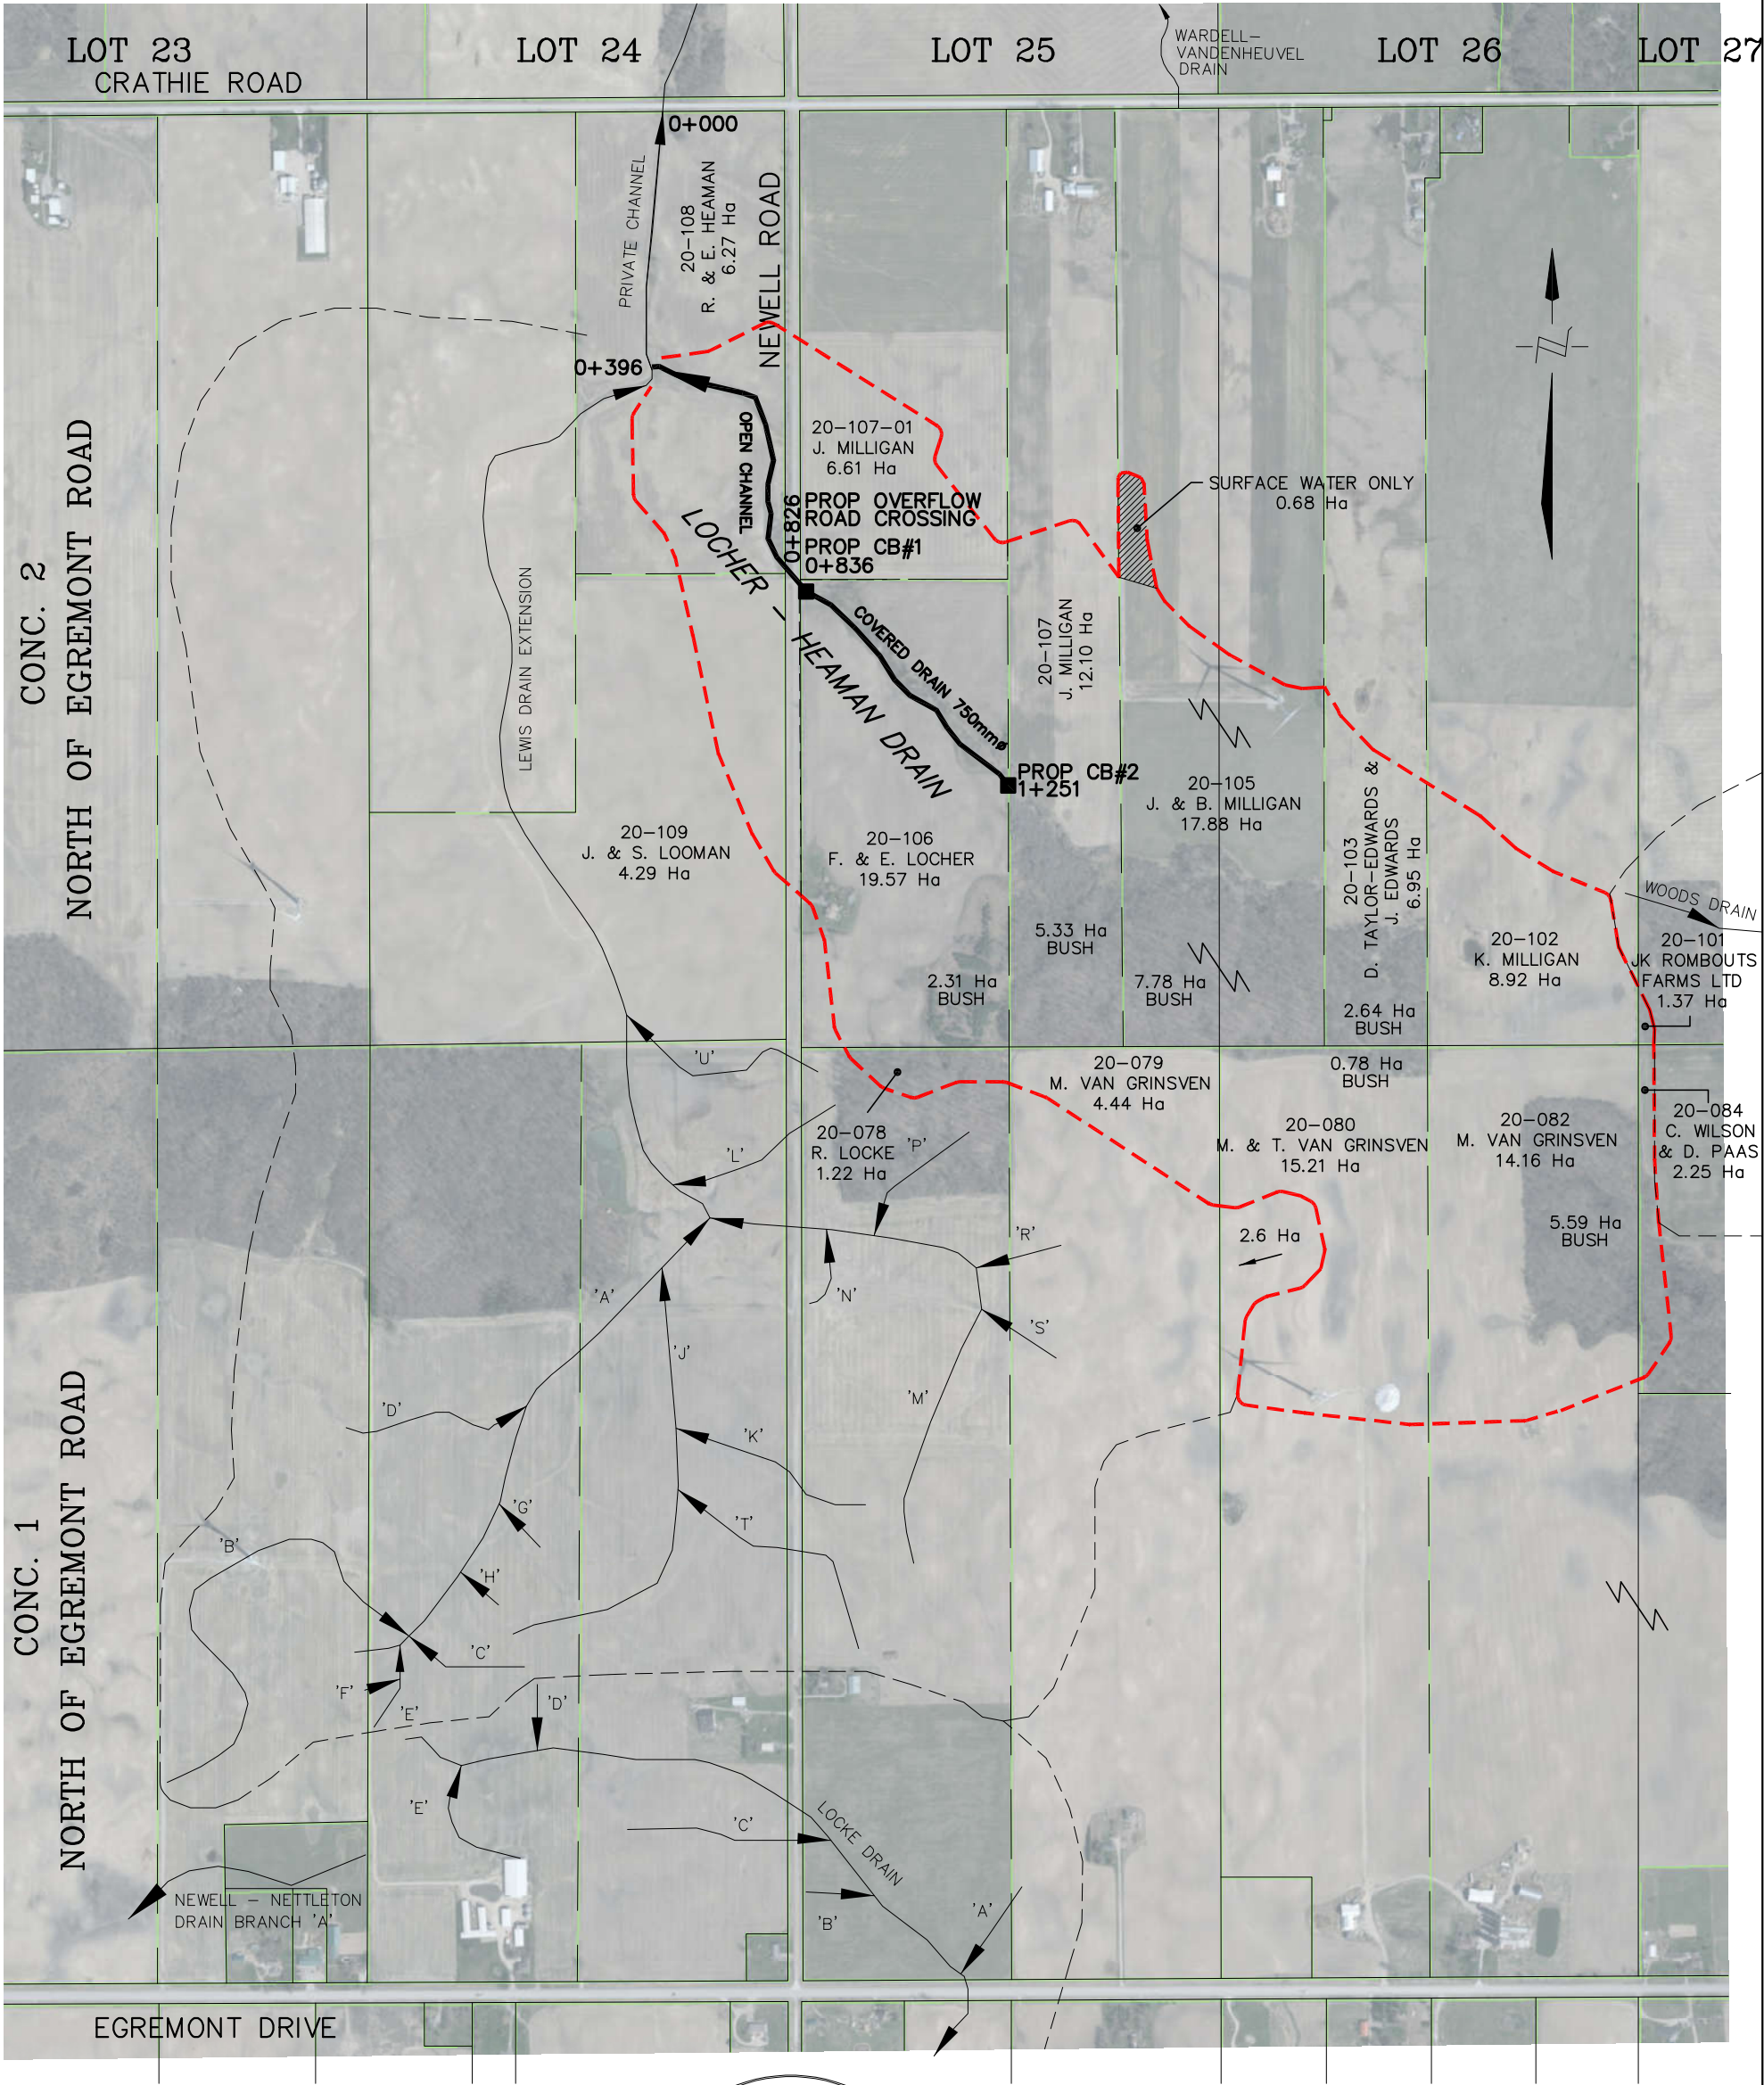 LOT 23
LOT 24
LOT 25
LOT 26
LOT 27
CRATHIE ROAD
WARDELL-
VANDENHEUVEL
DRAIN
0+000
PRIVATE CHANNEL
20-108
R. & E. HEAMAN
6.27 Ha
NEWELL ROAD
0+396
OPEN CHANNEL
20-107-01
J. MILLIGAN
6.61 Ha
SURFACE WATER ONLY
0.68 Ha
0+826
PROP OVERFLOW
ROAD CROSSING
PROP CB#1
0+836
LOCHER - HEAMAN DRAIN
COVERED DRAIN 750mmø
CONC. 2
NORTH OF EGREMONT ROAD
LEWIS DRAIN EXTENSION
20-107
J. MILLIGAN
12.10 Ha
PROP CB#2
1+251
20-105
J. & B. MILLIGAN
17.88 Ha
20-109
J. & S. LOOMAN
4.29 Ha
20-106
F. & E. LOCHER
19.57 Ha
20-103
D. TAYLOR-EDWARDS &
J. EDWARDS
6.95 Ha
WOODS DRAIN
5.33 Ha
BUSH
20-102
K. MILLIGAN
8.92 Ha
20-101
JK ROMBOUTS
FARMS LTD
1.37 Ha
2.31 Ha
BUSH
7.78 Ha
BUSH
2.64 Ha
BUSH
'U'
20-079
M. VAN GRINSVEN
4.44 Ha
0.78 Ha
BUSH
20-078
R. LOCKE
1.22 Ha
'P'
'L'
20-080
M. & T. VAN GRINSVEN
15.21 Ha
20-082
M. VAN GRINSVEN
14.16 Ha
20-084
C. WILSON
& D. PAAS
2.25 Ha
5.59 Ha
BUSH
2.6 Ha
'R'
'A'
'N'
'S'
'J'
'M'
'D'
'K'
CONC. 1
NORTH OF EGREMONT ROAD
'G'
'T'
'B'
'H'
'C'
'F'
'E'
'D'
'E'
'C'
LOCKE DRAIN
NEWELL - NETTLETON
DRAIN BRANCH 'A'
'B'
'A'
EGREMONT DRIVE